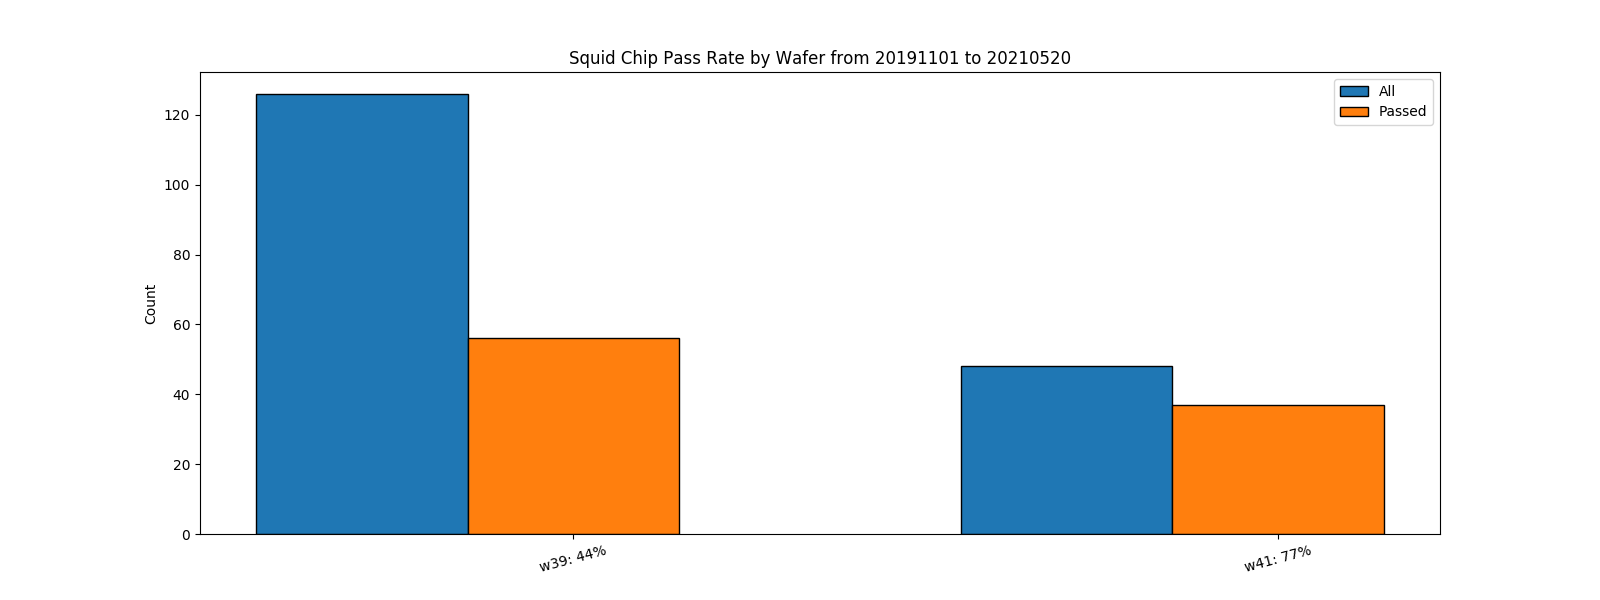 Squid Chip Pass Rate by Wafer from 20191101 to 20210520
All
Passed
120
100
80
60
40
20
0
Count
w39: 44%
w41: 77%